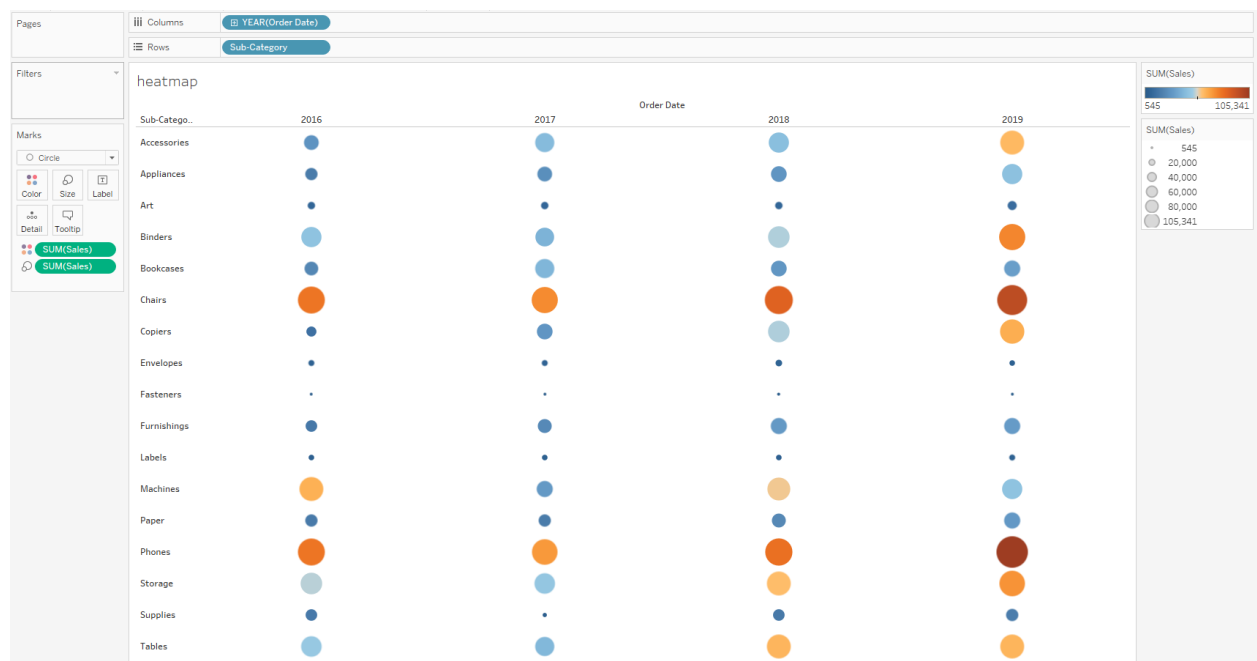 Pages
Columns
YEAR(Order Date)
Rows
Sub-Category
Filters
Marks
Circle
Color
Size
Label
Detail
Tooltip
SUM(Sales)
SUM(Sales)
heatmap
Order Date
Sub-Catego..
2016
2017
2018
2019
Accessories
Appliances
Art
Binders
Bookcases
Chairs
Copiers
Envelopes
Fasteners
Furnishings
Labels
Machines
Paper
Phones
Storage
Supplies
Tables
SUM(Sales)
545
105,341
SUM(Sales)
545
20,000
40,000
60,000
80,000
105,341